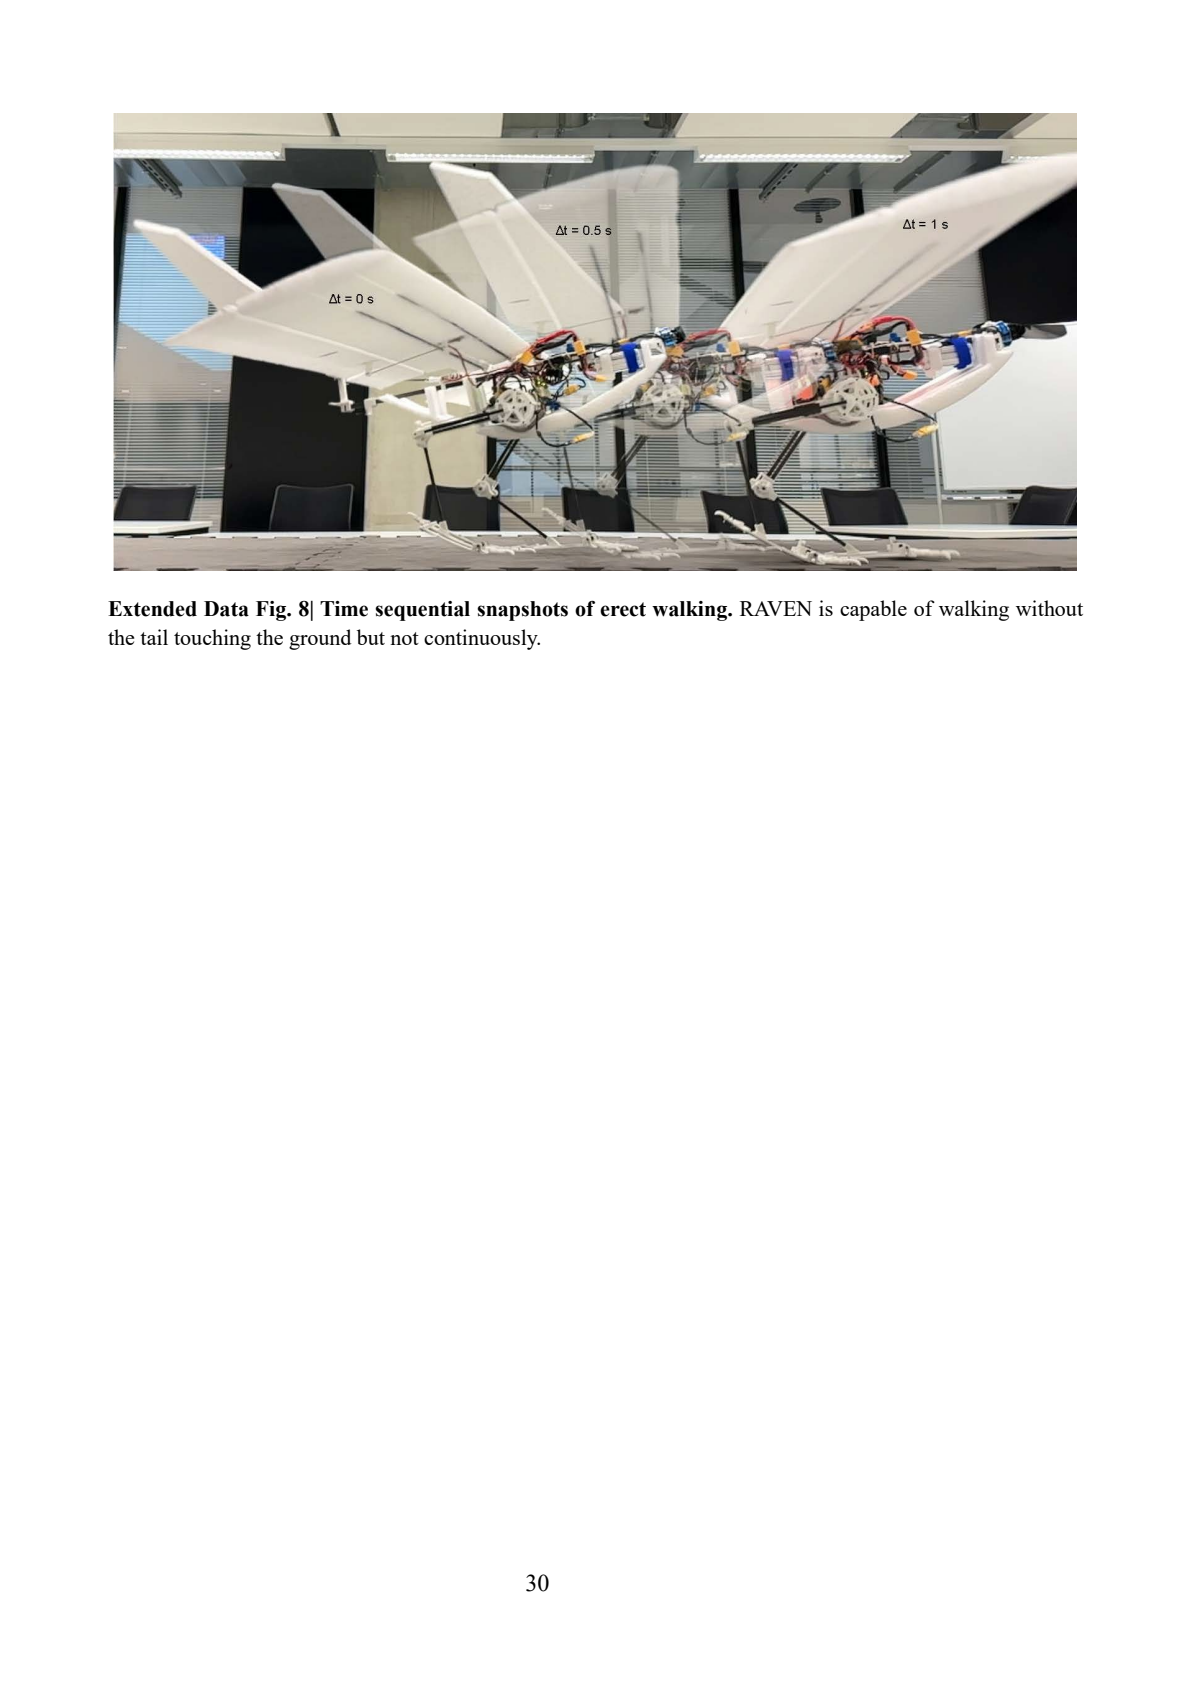 Δt = 0 s
Δt = 0.5 s
Δt = 1 s
Extended Data Fig. 8| Time sequential snapshots of erect walking. RAVEN is capable of walking without
the tail touching the ground but not continuously.
30